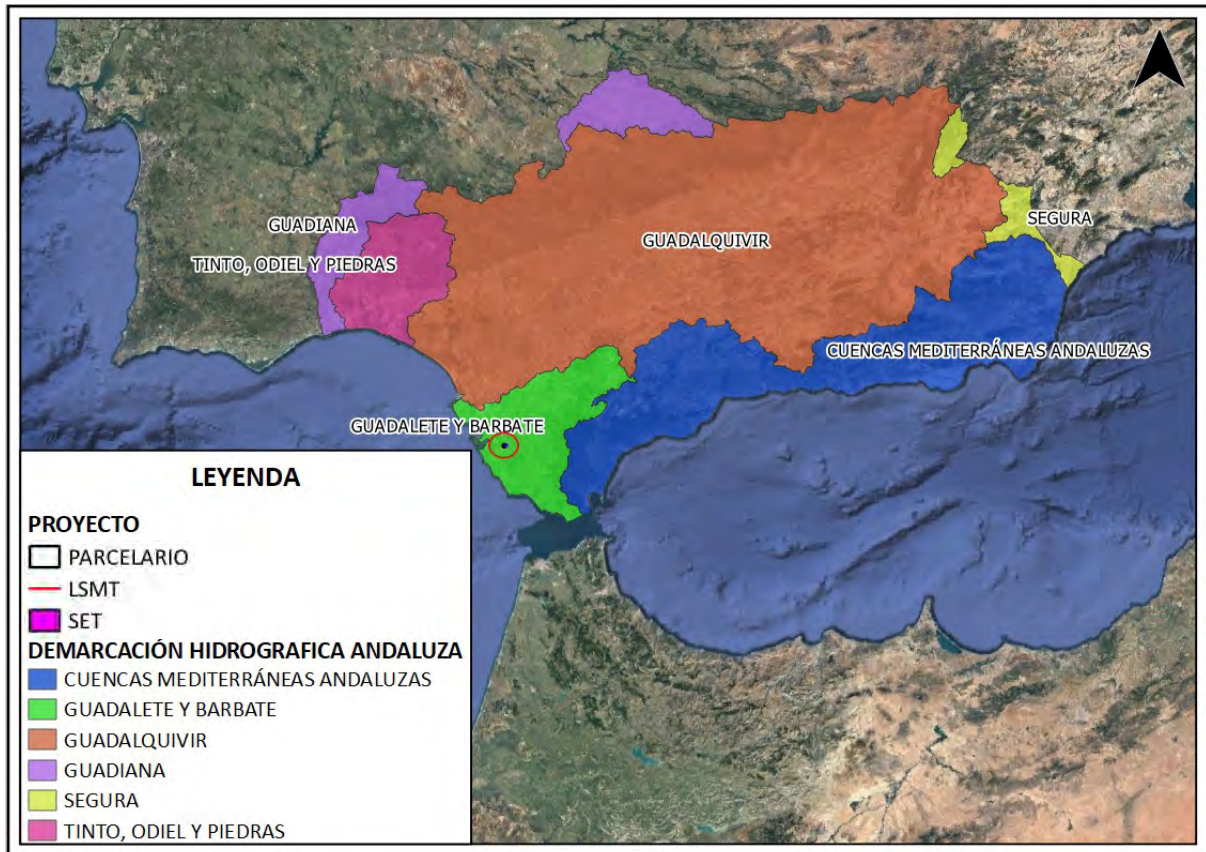 GUADIANA
TINTO, ODIEL Y PIEDRAS
GUADALQUIVIR
SEGURA
CUENCAS MEDITERRÁNEAS ANDALUZAS
GUADALETE Y BARBATE
LEYENDA
PROYECTO
PARCELARIO
LSMT
SET
DEMARCACIÓN HIDROGRAFICA ANDALUZA
CUENCAS MEDITERRÁNEAS ANDALUZAS
GUADALETE Y BARBATE
GUADALQUIVIR
GUADIANA
SEGURA
TINTO, ODIEL Y PIEDRAS